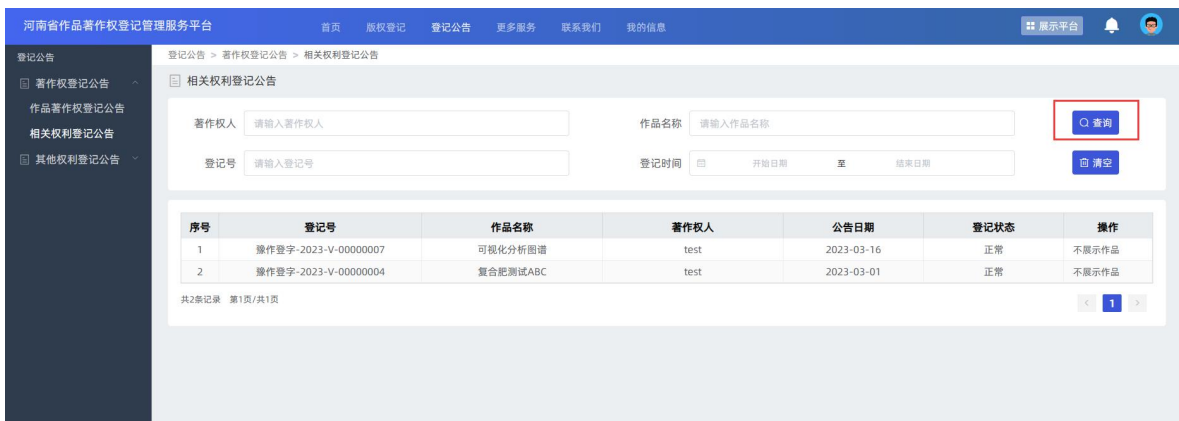 河南省作品著作权登记管理服务平台 首页 版权登记 登记公告 更多服务 联系我们 我的信息 展示平台
登记公告
著作权登记公告
作品著作权登记公告
相关权利登记公告
其他权利登记公告
登记公告 > 著作权登记公告 > 相关权利登记公告
相关权利登记公告
著作权人 请输入著作权人 作品名称 请输入作品名称 查询
登记号 请输入登记号 登记时间 开始日期 至 结束日期 清空
序号 登记号 作品名称 著作权人 公告日期 登记状态 操作
1 豫作登字-2023-V-00000007 可视化分析图谱 test 2023-03-16 正常 不展示作品
2 豫作登字-2023-V-00000004 复合肥测试ABC test 2023-03-01 正常 不展示作品
共2条记录 第1页/共1页 < 1 >